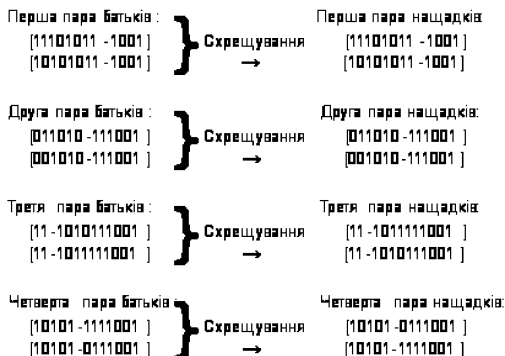 Перша пара батьків :
[11101011 -1001 ]
[10101011 -1001 ]
Схрещування
→
Перша пара нащадків:
[11101011 -1001 ]
[10101011 -1001 ]
Друга пара батьків :
[011010 -111001 ]
[001010 -111001 ]
Схрещування
→
Друга пара нащадків:
[011010 -111001 ]
[001010 -111001 ]
Третя пара батьків :
[11 -1010111001 ]
[11 -1011111001 ]
Схрещування
→
Третя пара нащадків:
[11 -1011111001 ]
[11 -1010111001 ]
Четверта пара батьків :
[10101 -1111001 ]
[10101 -0111001 ]
Схрещування
→
Четверта пара нащадків:
[10101 -0111001 ]
[10101 -1111001 ]